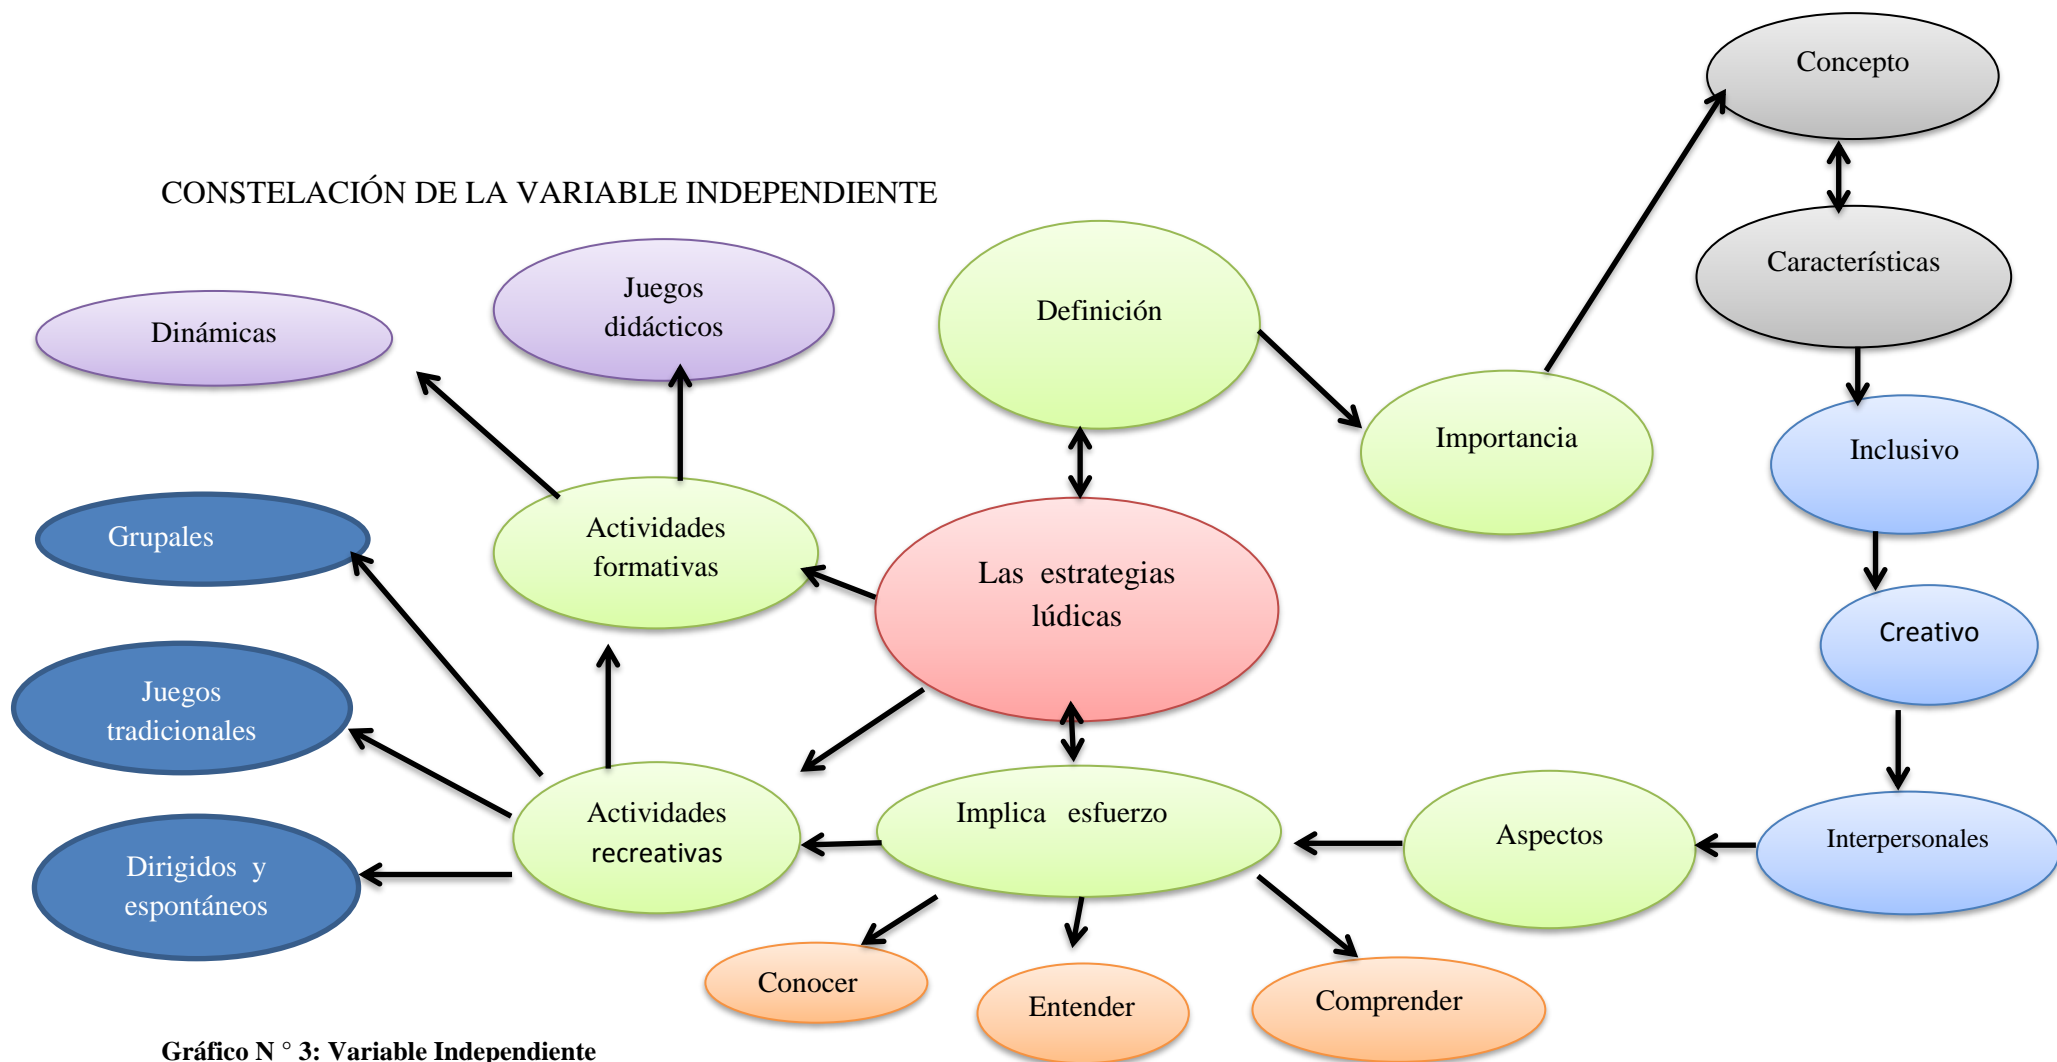 Concepto
CONSTELACIÓN DE LA VARIABLE INDEPENDIENTE
Características
Juegos
didácticos
Definición
Dinámicas
Importancia
Inclusivo
Actividades
formativas
Grupales
Las estrategias
lúdicas
Creativo
Juegos
tradicionales
Actividades
recreativas
Implica esfuerzo
Aspectos
Interpersonales
Dirigidos y
espontáneos
Conocer
Entender
Comprender
Gráfico N ° 3: Variable Independiente